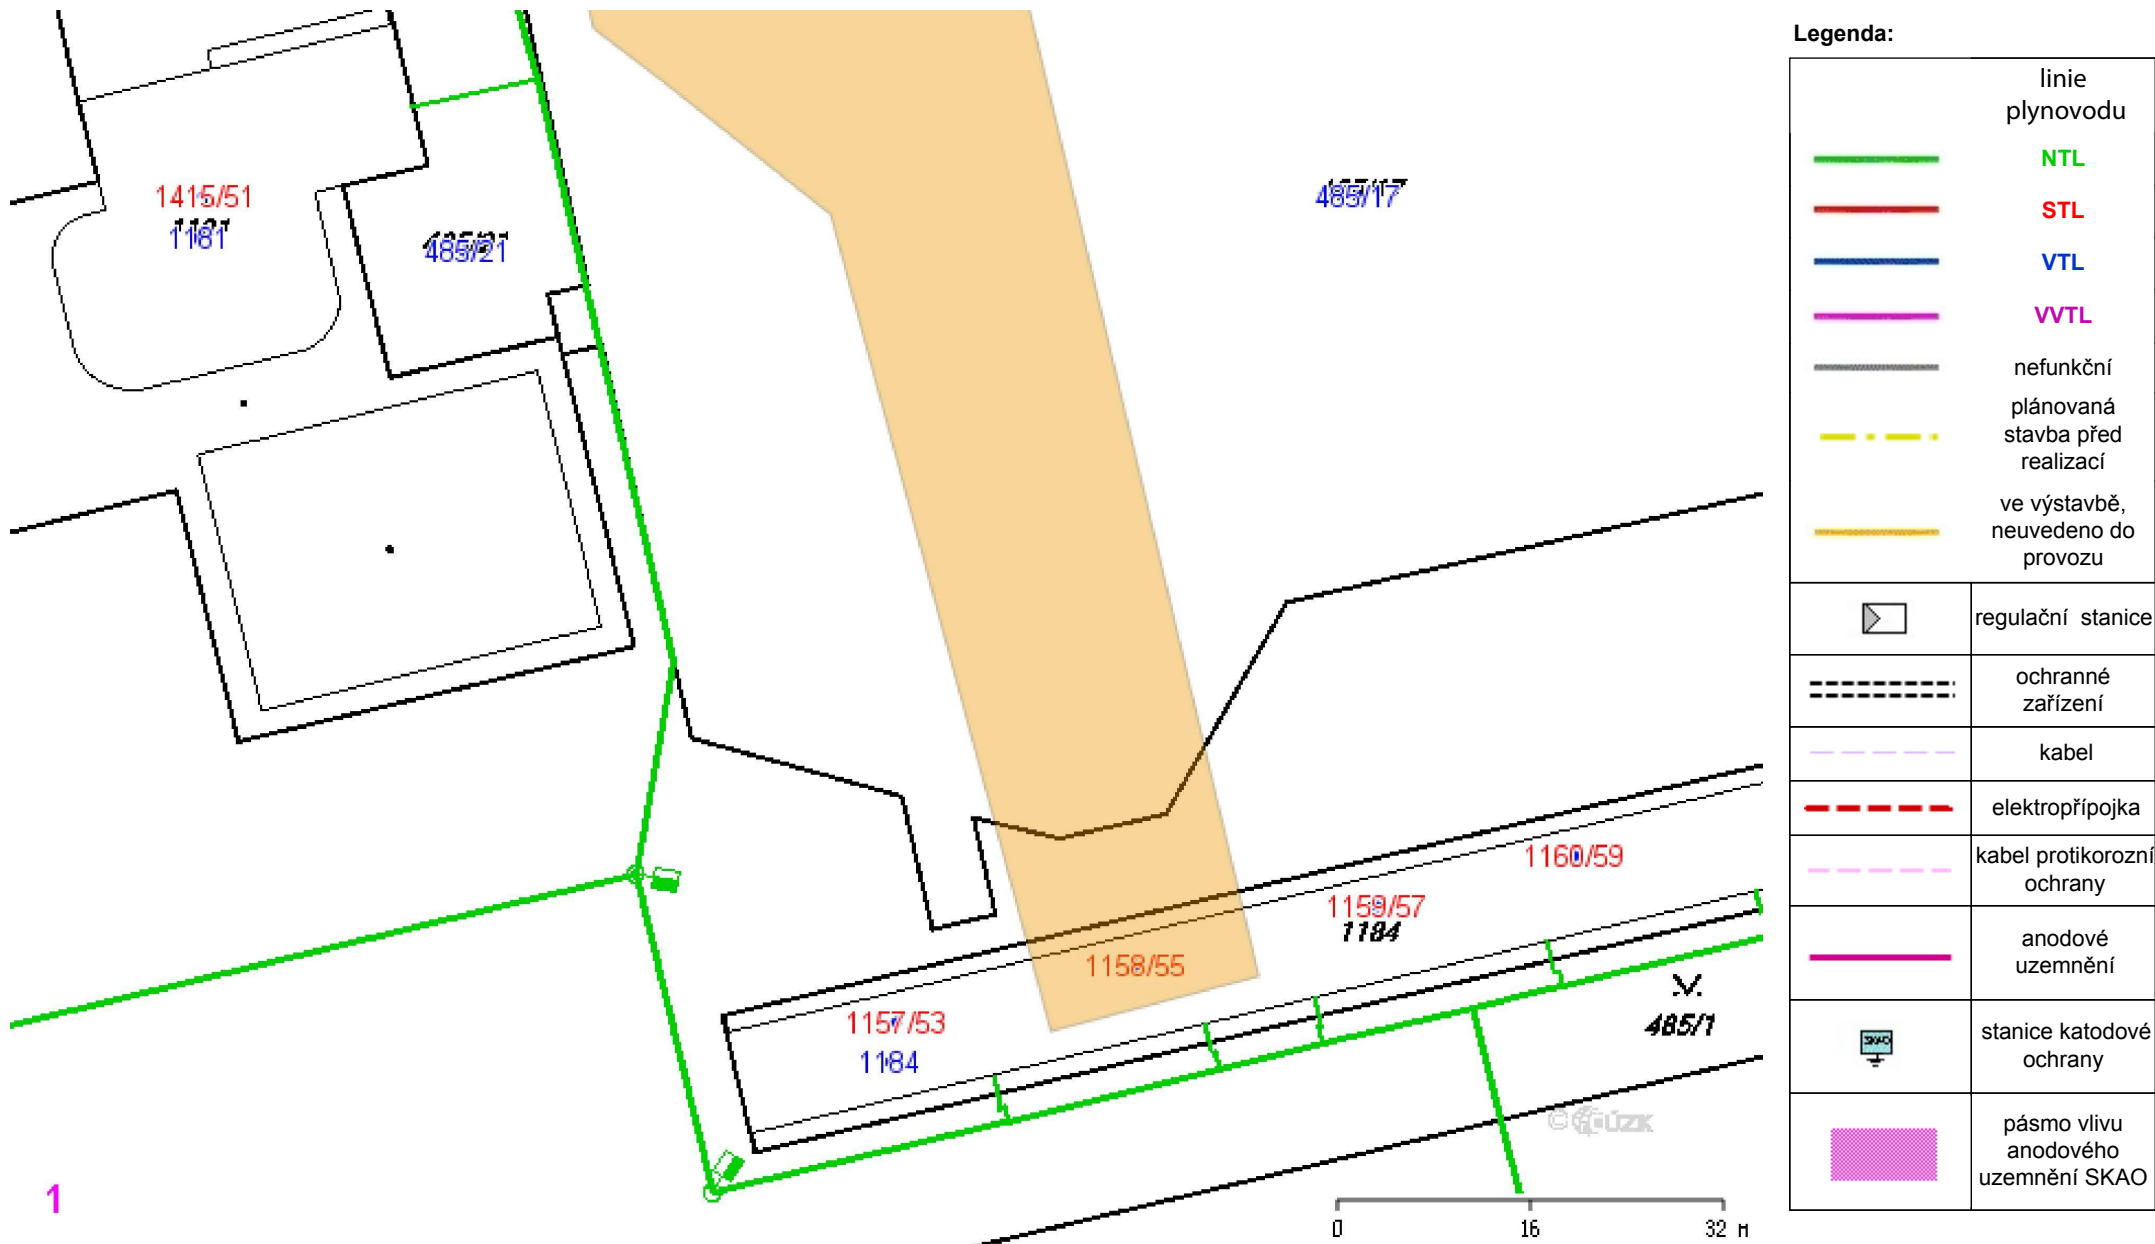 1415/51
1181
485/21
485/17
1160/59
1159/57
1184
1158/55
1157/53
1184
485/1
©ČÚZK
1
0 16 32 M
Legenda:
linie
plynovodu
NTL
STL
VTL
VVTL
nefunkční
plánovaná
stavba před
realizací
ve výstavbě,
neuvedeno do
provozu
regulační stanice
ochranné
zařízení
kabel
elektropřípojka
kabel protikorozní
ochrany
anodové
uzemnění
SKAO
stanice katodové
ochrany
pásmo vlivu
anodového
uzemnění SKAO